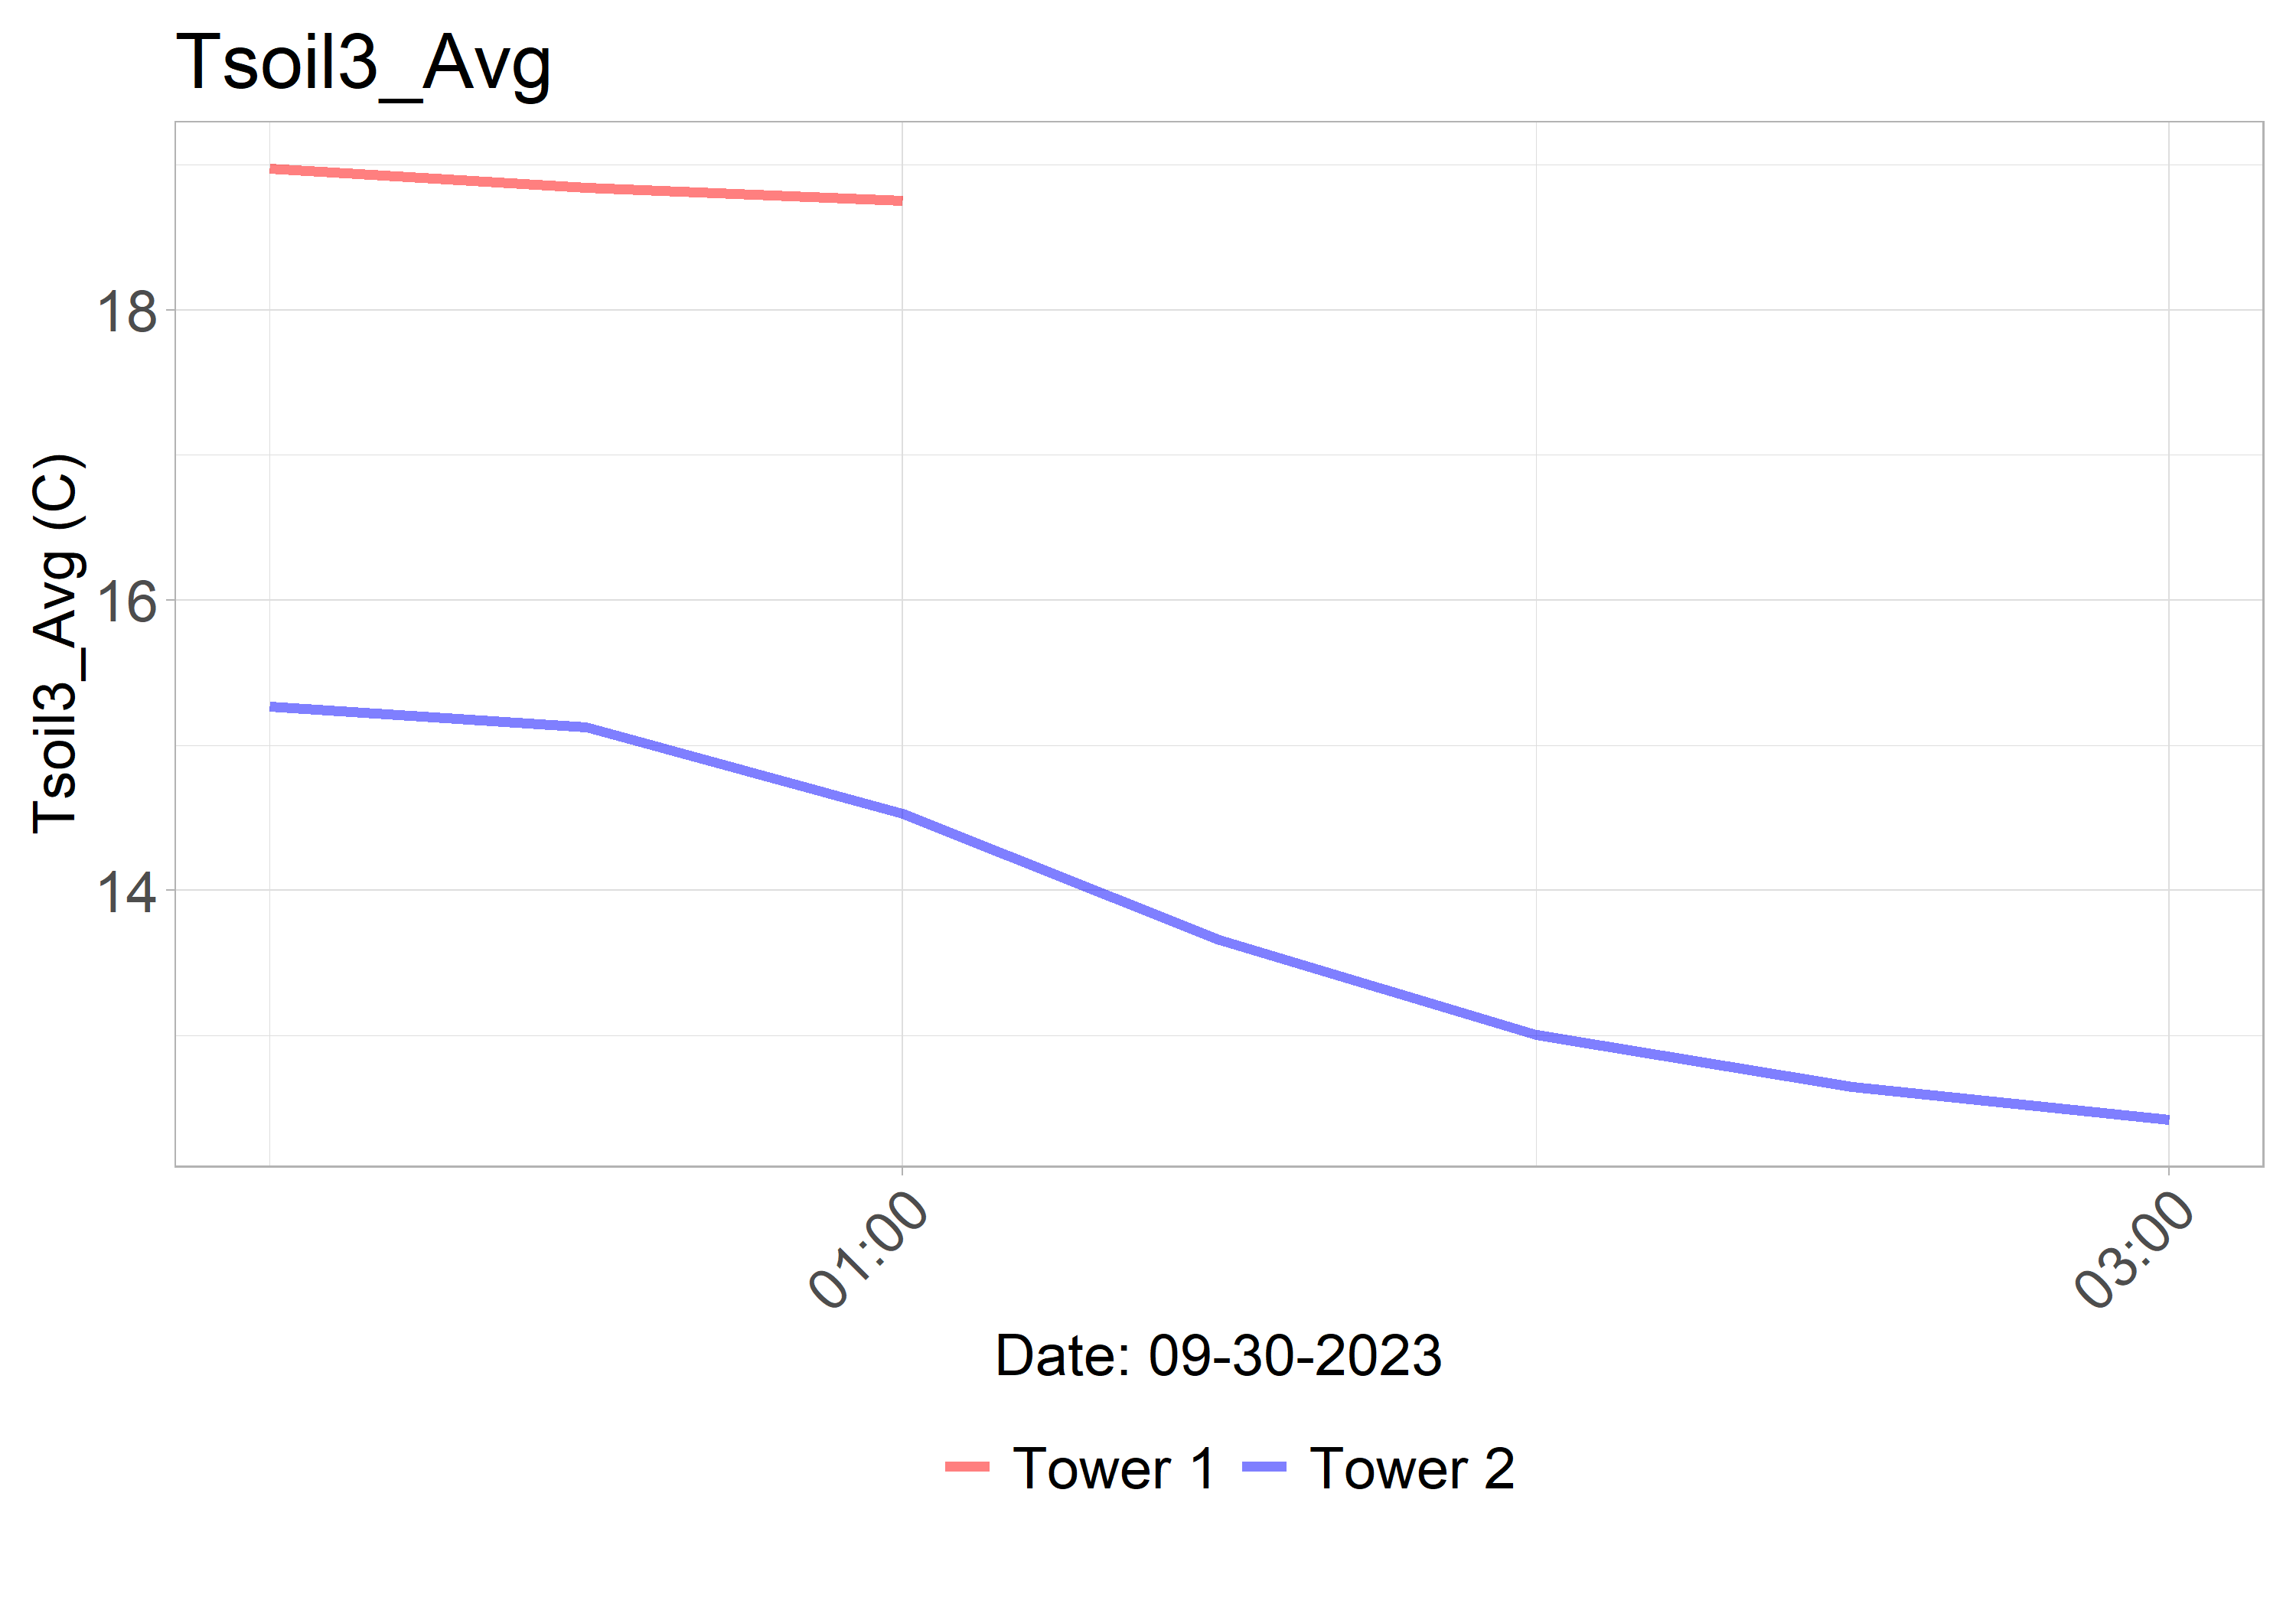 Tsoil3_Avg
Tsoil3_Avg (C)
18
16
14
01:00
03:00
Date: 09-30-2023
Tower 1
Tower 2